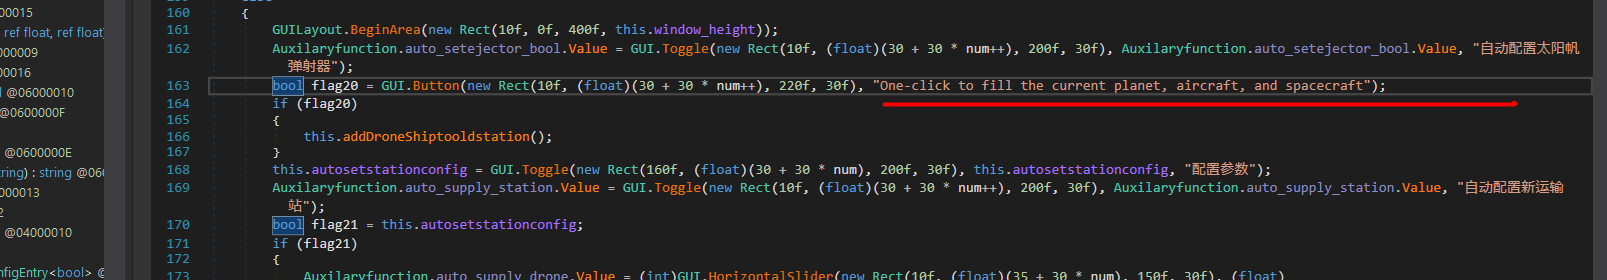 000015
ref float, ref float)
000009
000016
@06000010
@0600000F
@0600000E
tring) : string @060
000013
2
@04000010
nfigEntry<bool> @
160 {
161 GUILayout.BeginArea(new Rect(10f, 0f, 400f, this.window_height));
162 Auxilaryfunction.auto_setejector_bool.Value = GUI.Toggle(new Rect(10f, (float)(30 + 30 * num++), 200f, 30f), Auxilaryfunction.auto_setejector_bool.Value, "自动配置太阳帆
弹射器");
163 bool flag20 = GUI.Button(new Rect(10f, (float)(30 + 30 * num++), 220f, 30f), "One-click to fill the current planet, aircraft, and spacecraft");
164 if (flag20)
165 {
166 this.addDroneShiptooldstation();
167 }
168 this.autosetstationconfig = GUI.Toggle(new Rect(160f, (float)(30 + 30 * num), 200f, 30f), this.autosetstationconfig, "配置参数");
169 Auxilaryfunction.auto_supply_station.Value = GUI.Toggle(new Rect(10f, (float)(30 + 30 * num++), 200f, 30f), Auxilaryfunction.auto_supply_station.Value, "自动配置新运输
站");
170 bool flag21 = this.autosetstationconfig;
171 if (flag21)
172 {
173 Auxilaryfunction.auto_supply_drone.Value = (int)GUI.HorizontalSlider(new Rect(10f, (float)(35 + 30 * num), 150f, 30f), (float)